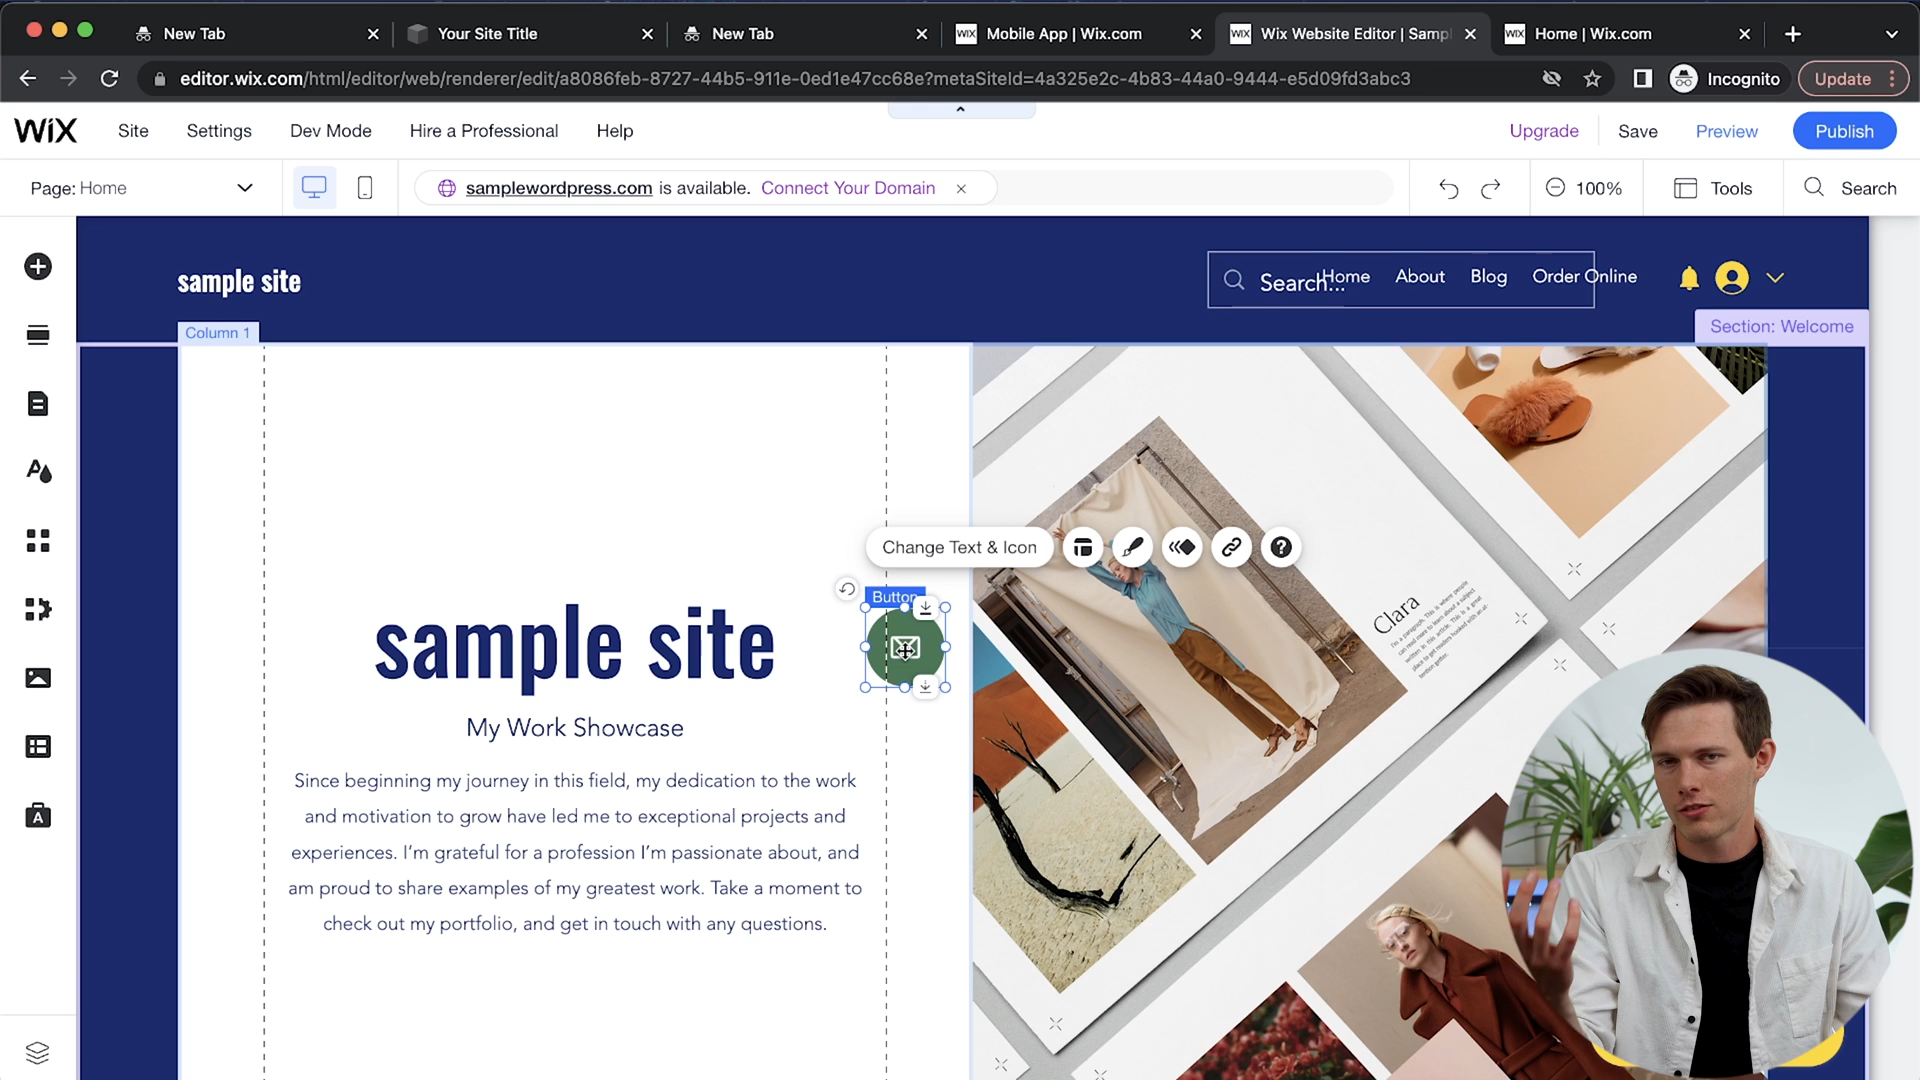 New Tab
Your Site Title
New Tab
WIX Mobile App | Wix.com
WIX Wix Website Editor | Samp
WIX Home | Wix.com
editor.wix.com/html/editor/web/renderer/edit/a8086feb-8727-44b5-911e-0ed1e47cc68e?metaSiteId=4a325e2c-4b83-44a0-9444-e5d09fd3abc3
Incognito
Update
WiX
Site
Settings
Dev Mode
Hire a Professional
Help
Upgrade
Save
Preview
Publish
Page: Home
samplewordpress.com is available. Connect Your Domain
100%
Tools
Search
sample site
Search...
Home
About
Blog
Order Online
Column 1
Section: Welcome
Change Text & Icon
Button
sample site
My Work Showcase
Since beginning my journey in this field, my dedication to the work
and motivation to grow have led me to exceptional projects and
experiences. I'm grateful for a profession I'm passionate about, and
am proud to share examples of my greatest work. Take a moment to
check out my portfolio, and get in touch with any questions.
Clara